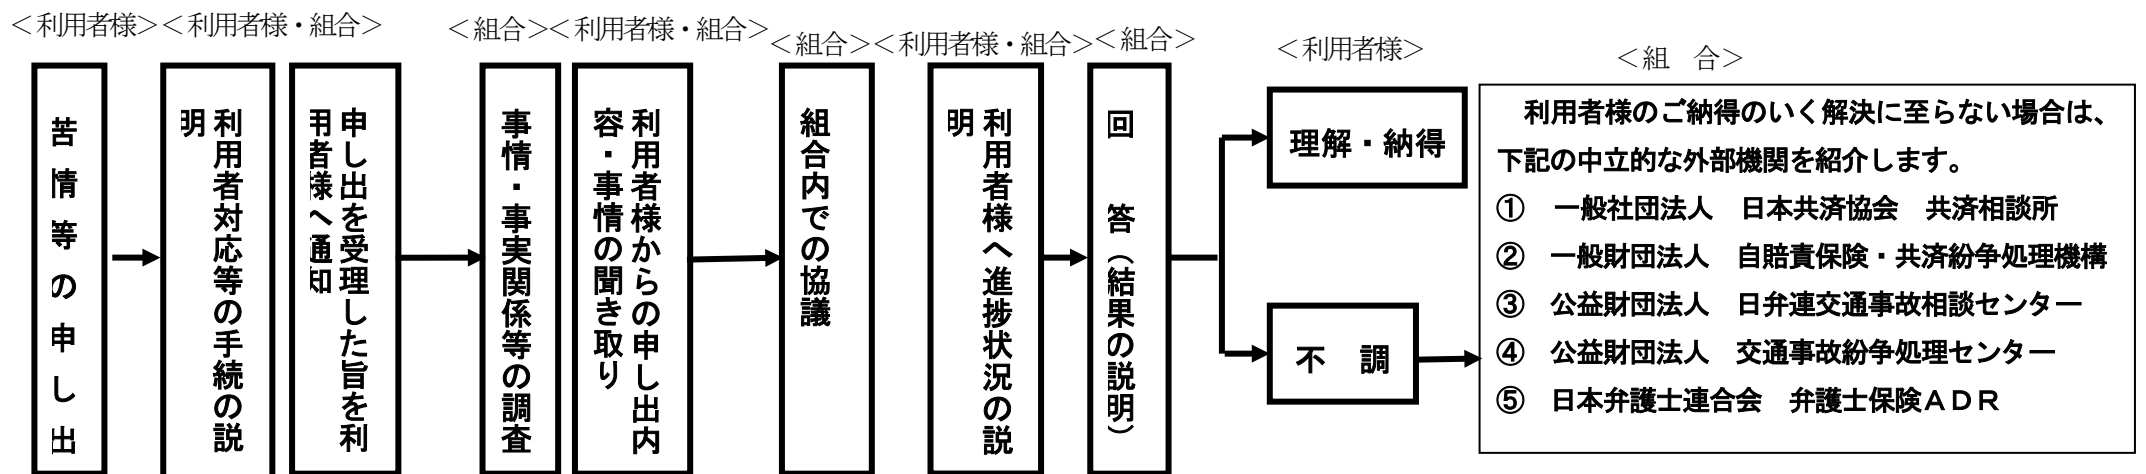 ＜利用者様＞
＜利用者様・組合＞
＜組合＞
＜利用者様・組合＞
＜組合＞
＜利用者様・組合＞
＜組合＞
＜利用者様＞
＜組　合＞
苦情等の申し出
利用者対応等の手続の説
明
申し出を受理した旨を利
用者様へ通知
事情・事実関係等の調査
利用者様からの申し出内
容・事情の聞き取り
組合内での協議
利用者様へ進捗状況の説
明
回　答（結果の説明）
理解・納得
不　調
利用者様のご納得のいく解決に至らない場合は、
下記の中立的な外部機関を紹介します。
①　一般社団法人　日本共済協会　共済相談所
②　一般財団法人　自賠責保険・共済紛争処理機構
③　公益財団法人　日弁連交通事故相談センター
④　公益財団法人　交通事故紛争処理センター
⑤　日本弁護士連合会　弁護士保険ＡＤＲ